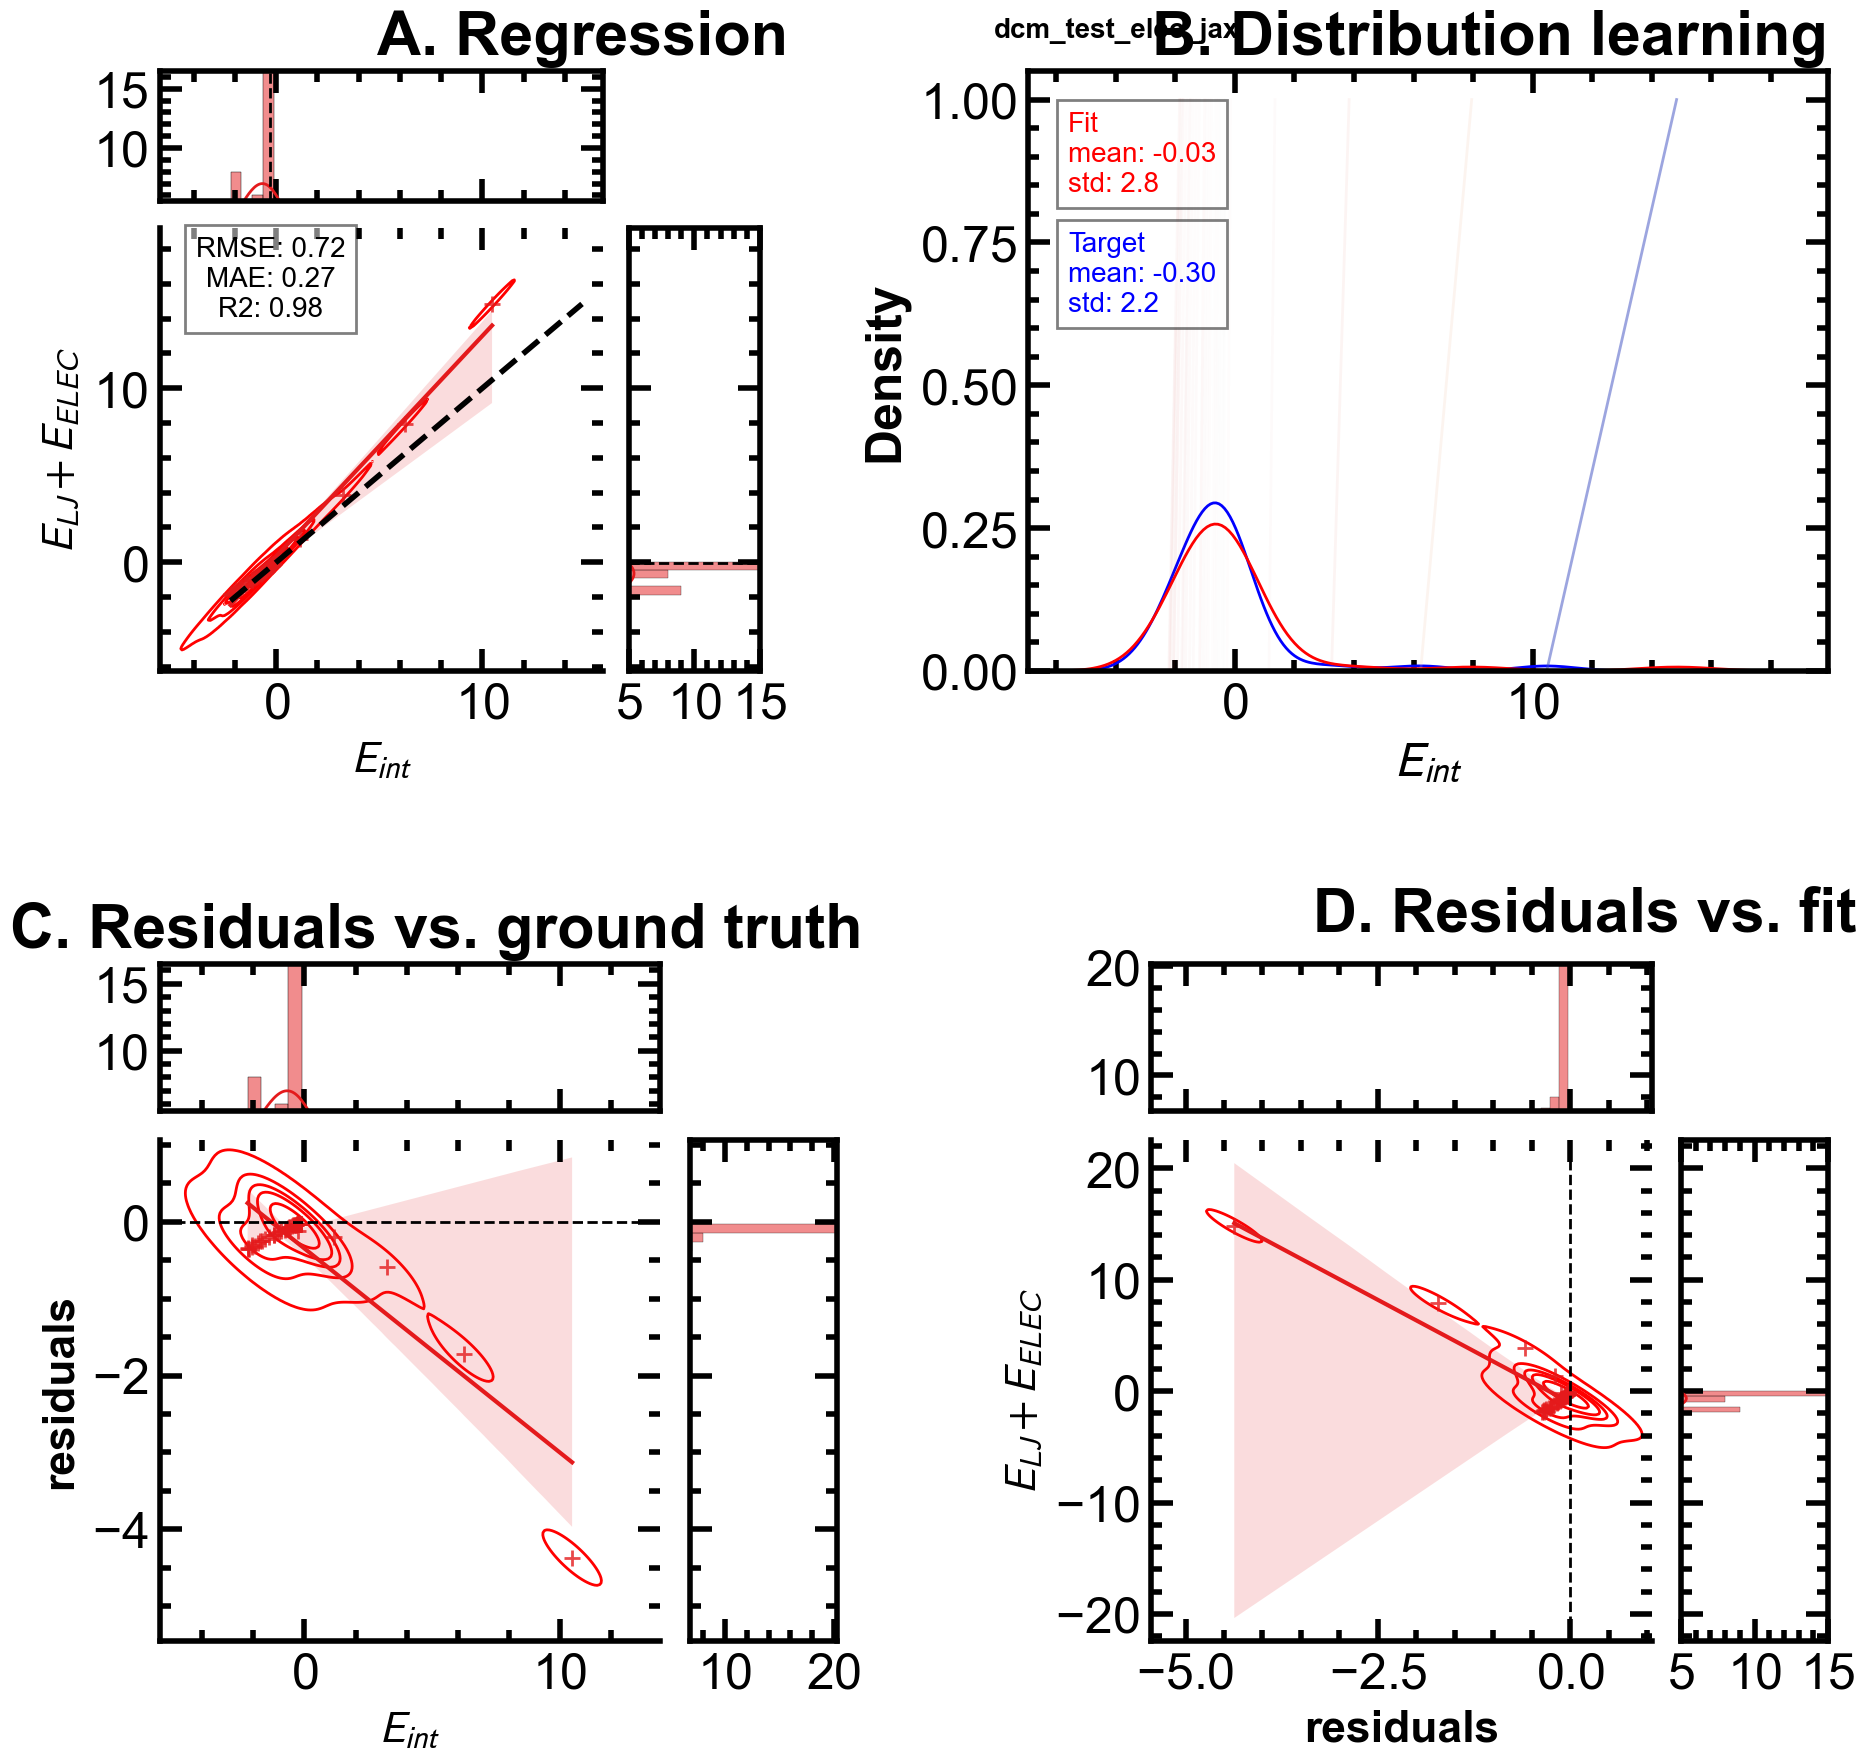 A. Regression
15
10
RMSE: 0.72
MAE: 0.27
R2: 0.98
10
0
E_LJ + E_ELEC
0
10
5
10
15
E_int
B. Distribution learning
1.00
0.75
0.50
0.25
0.00
Density
Fit
mean: -0.03
std: 2.8
Target
mean: -0.30
std: 2.2
0
10
E_int
C. Residuals vs. ground truth
15
10
0
−2
−4
residuals
0
10
10
20
E_int
D. Residuals vs. fit
20
10
20
10
0
−10
−20
E_LJ + E_ELEC
−5.0
−2.5
0.0
5
10
15
residuals